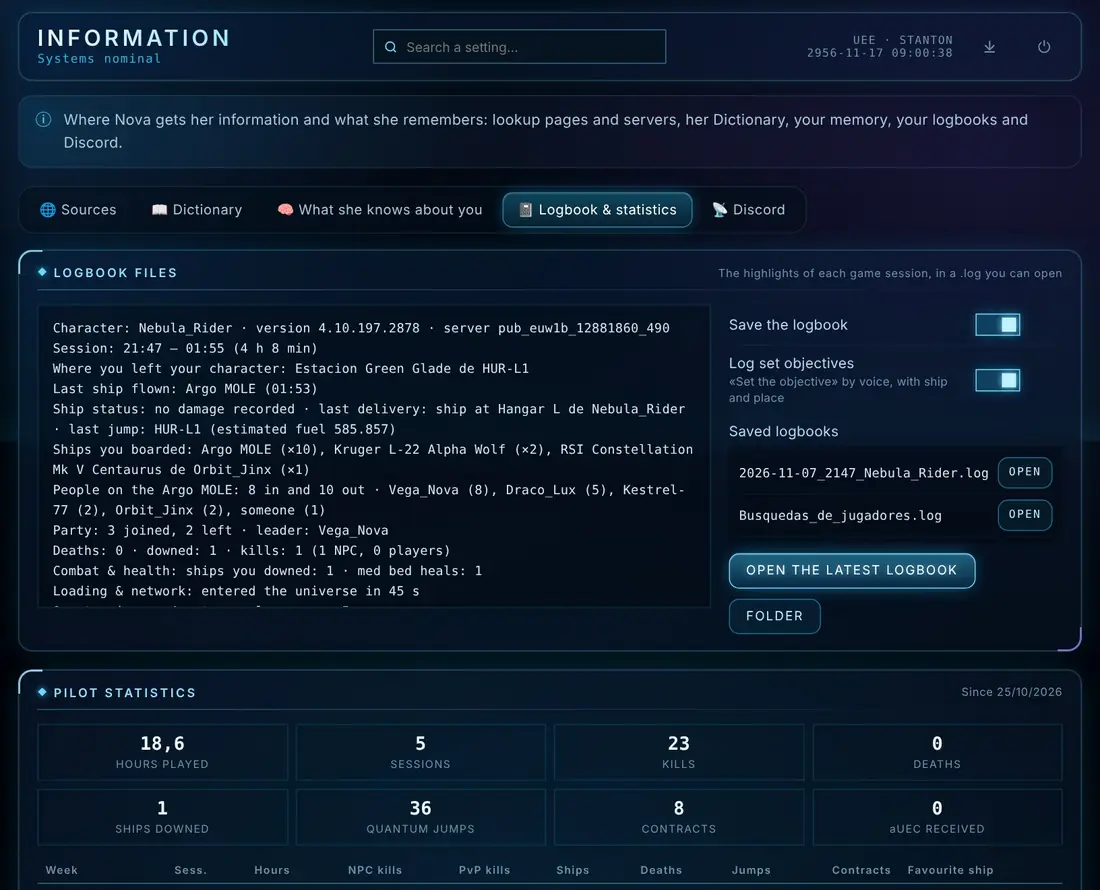 INFORMATION
Systems nominal
Search a setting...
UEE · STANTON
2956-11-17 09:00:38
Where Nova gets her information and what she remembers: lookup pages and servers, her Dictionary, your memory, your logbooks and
Discord.
Sources
Dictionary
What she knows about you
Logbook & statistics
Discord
LOGBOOK FILES
The highlights of each game session, in a .log you can open
Character: Nebula_Rider · version 4.10.197.2878 · server pub_euw1b_12881860_490
Session: 21:47 – 01:55 (4 h 8 min)
Where you left your character: Estacion Green Glade de HUR-L1
Last ship flown: Argo MOLE (01:53)
Ship status: no damage recorded · last delivery: ship at Hangar L de Nebula_Rider
· last jump: HUR-L1 (estimated fuel 585.857)
Ships you boarded: Argo MOLE (×10), Kruger L-22 Alpha Wolf (×2), RSI Constellation
Mk V Centaurus de Orbit_Jinx (×1)
People on the Argo MOLE: 8 in and 10 out · Vega_Nova (8), Draco_Lux (5), Kestrel-
77 (2), Orbit_Jinx (2), someone (1)
Party: 3 joined, 2 left · leader: Vega_Nova
Deaths: 0 · downed: 1 · kills: 1 (1 NPC, 0 players)
Combat & health: ships you downed: 1 · med bed heals: 1
Loading & network: entered the universe in 45 s
Save the logbook
Log set objectives
«Set the objective» by voice, with ship
and place
Saved logbooks
2026-11-07_2147_Nebula_Rider.log
OPEN
Busquedas_de_jugadores.log
OPEN
OPEN THE LATEST LOGBOOK
FOLDER
PILOT STATISTICS
Since 25/10/2026
18,6
HOURS PLAYED
5
SESSIONS
23
KILLS
0
DEATHS
1
SHIPS DOWNED
36
QUANTUM JUMPS
8
CONTRACTS
0
aUEC RECEIVED
Week Sess. Hours NPC kills PvP kills Ships Deaths Jumps Contracts Favourite ship